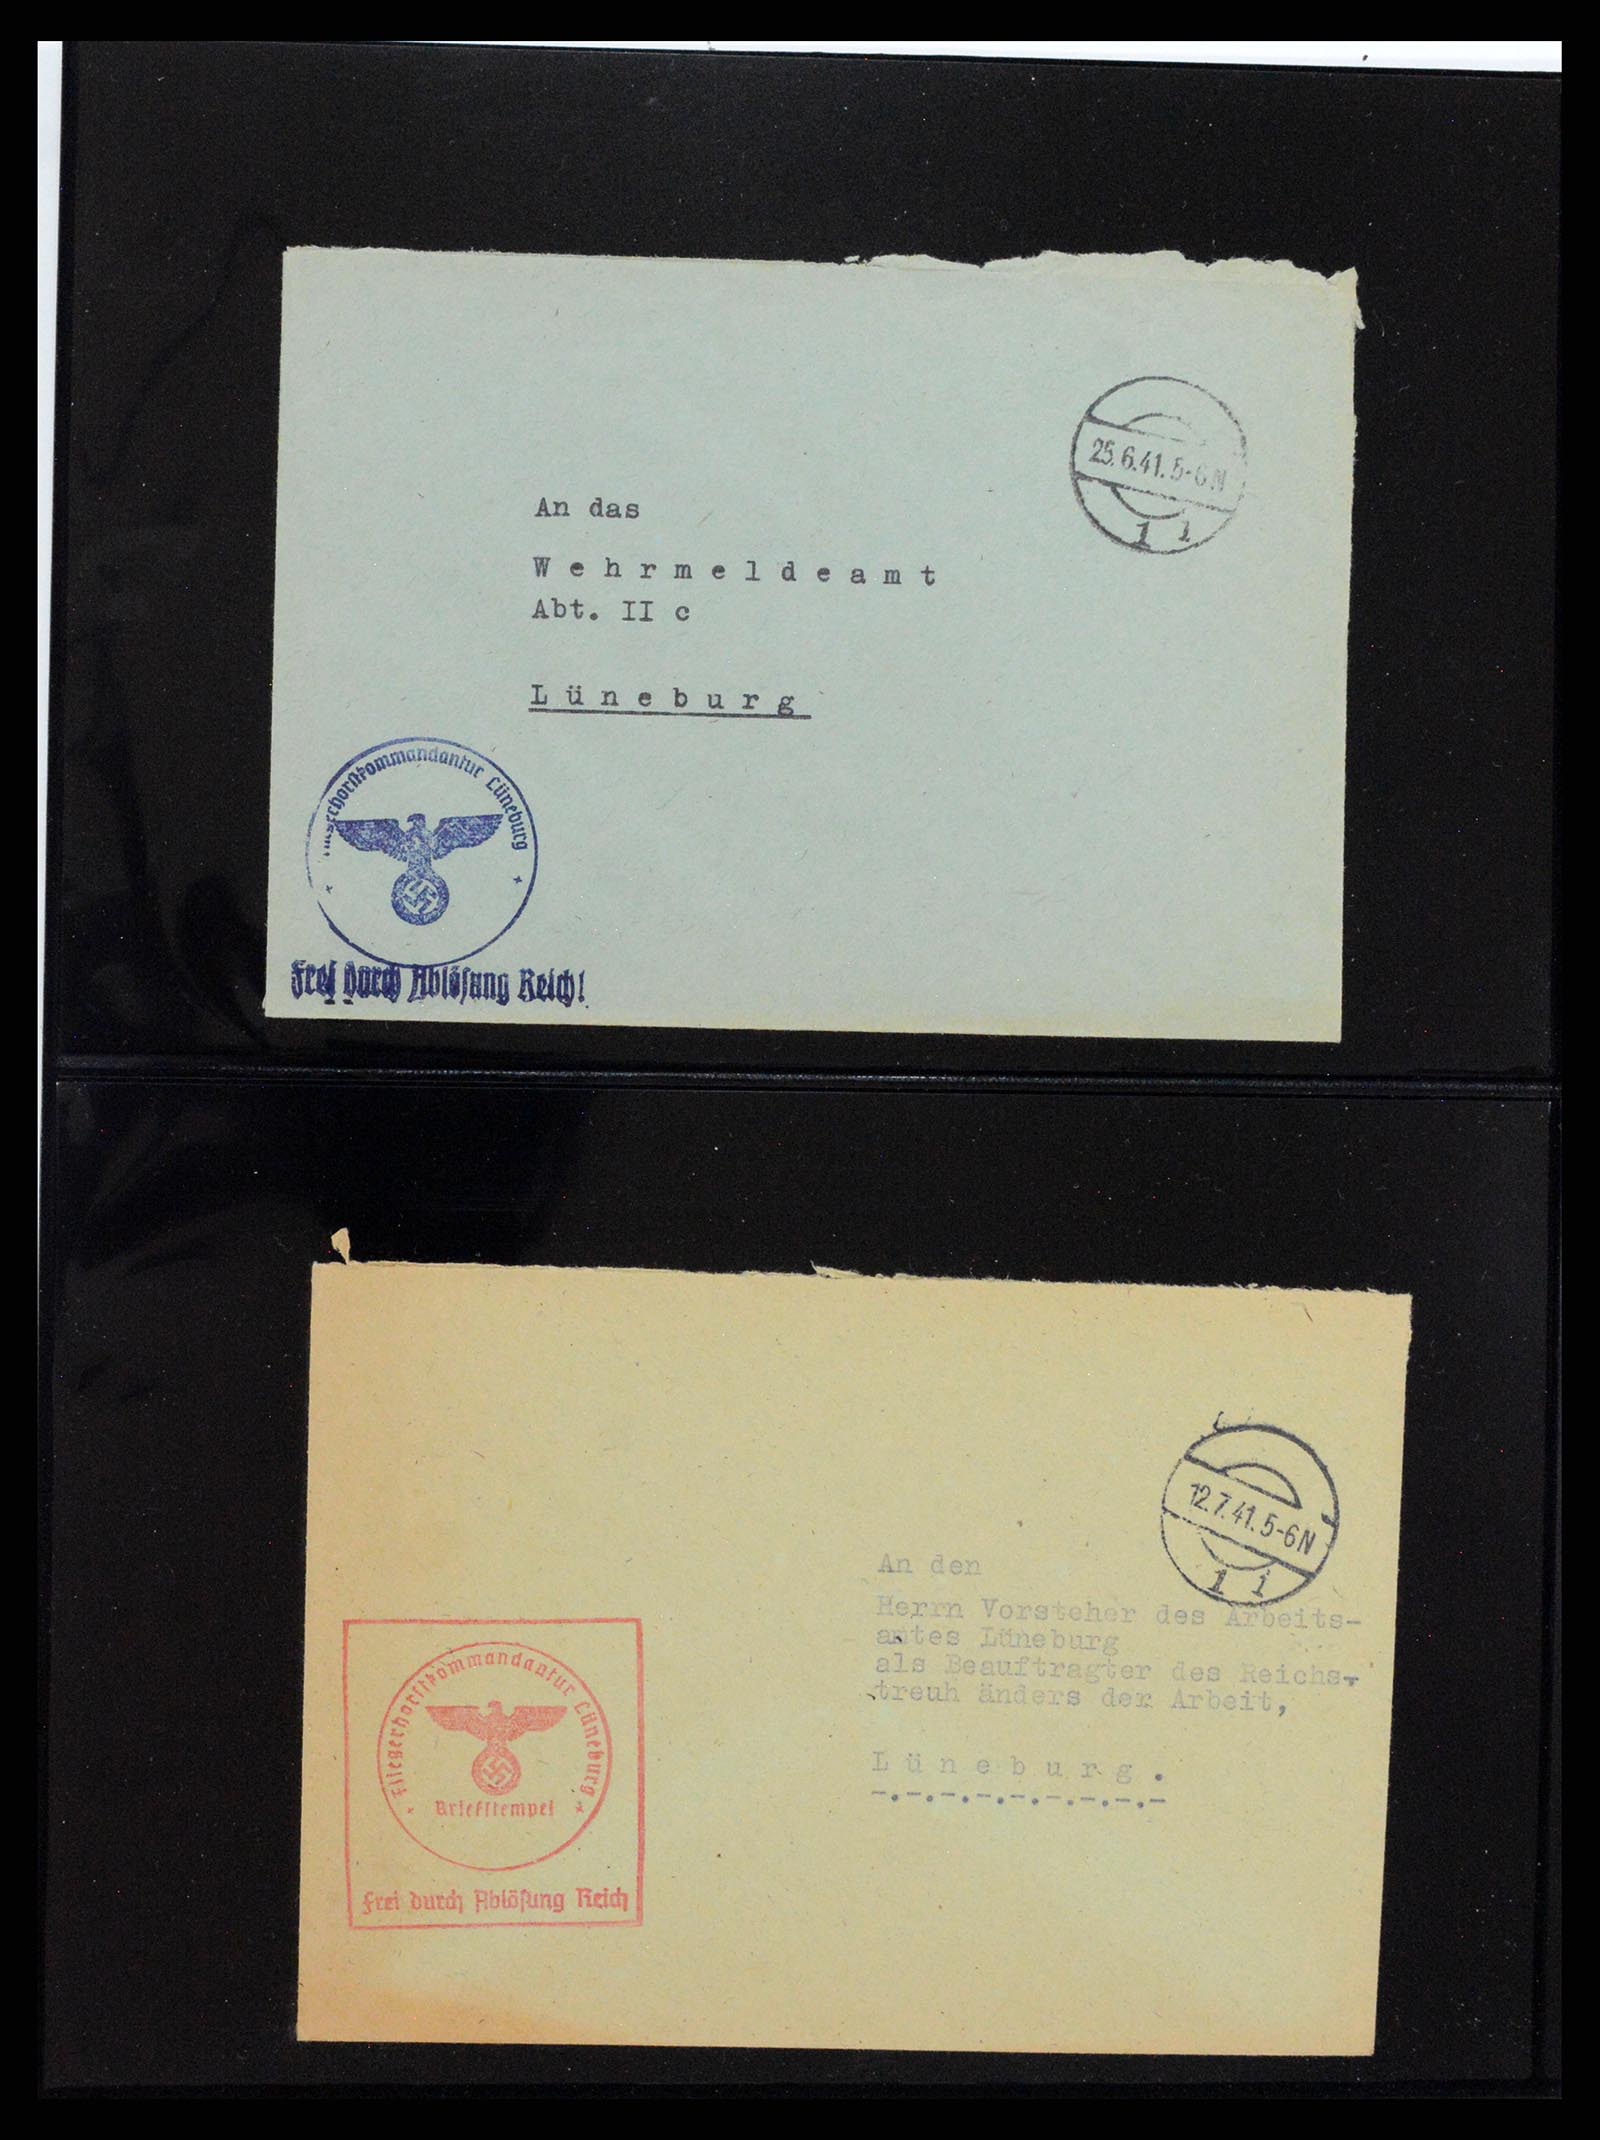 25.6.41.5-6N
1 i
An das
Wehrmeldeamt
Abt. II c
Lüneburg
Fliegerhorstkommandantur Lüneburg
Frei durch Ablösung Reich!
12.7.41.5-6N
1 i
An den
Herrn Vorsteher des Arbeits-
amtes Lüneburg
als Beauftragter des Reichs-
treuh änders der Arbeit,
Lüneburg.
-.-.-.-.-.-.-.-.-
Fliegerhorstkommandantur Lüneburg
Briefstempel
Frei durch Ablösung Reich